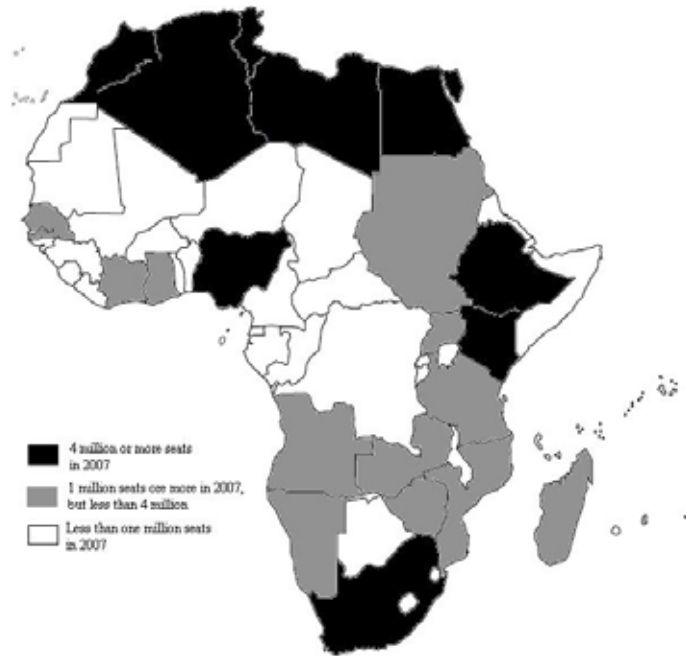 4 million or more seats
in 2007
1 million seats ore more in 2007,
but less than 4 million
Less than one million seats
in 2007